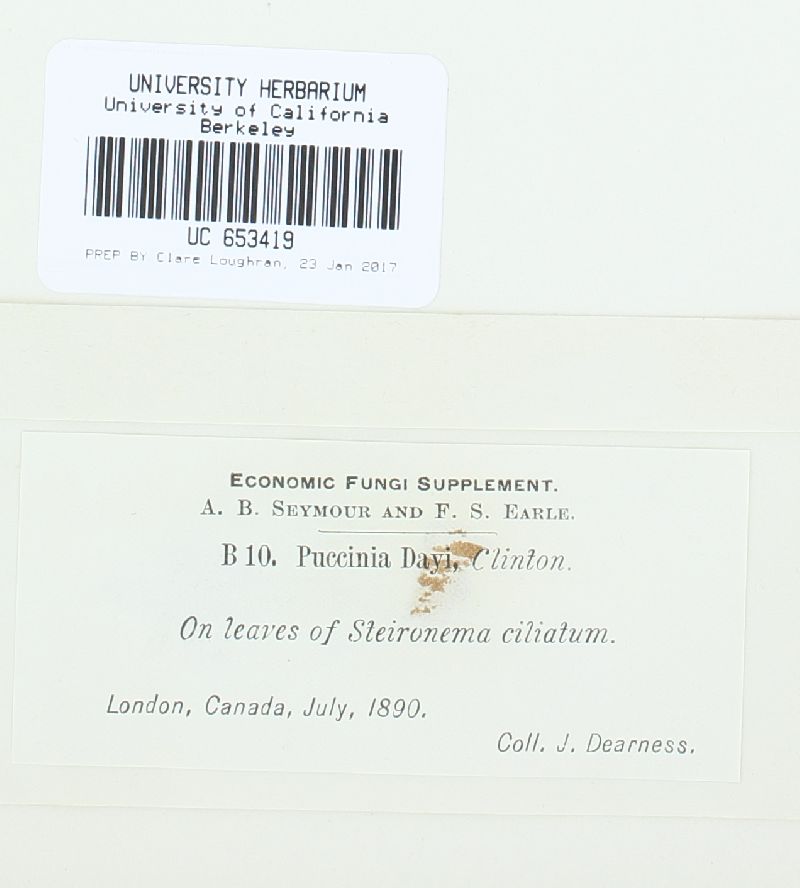 UNIVERSITY HERBARIUM
University of California
Berkeley
UC 653419
PREP BY Clare Loughran, 23 Jan 2017
ECONOMIC FUNGI SUPPLEMENT.
A. B. SEYMOUR AND F. S. EARLE.
B 10. Puccinia Dayi, Clinton.
On leaves of Steironema ciliatum.
London, Canada, July, 1890.
Coll. J. Dearness.